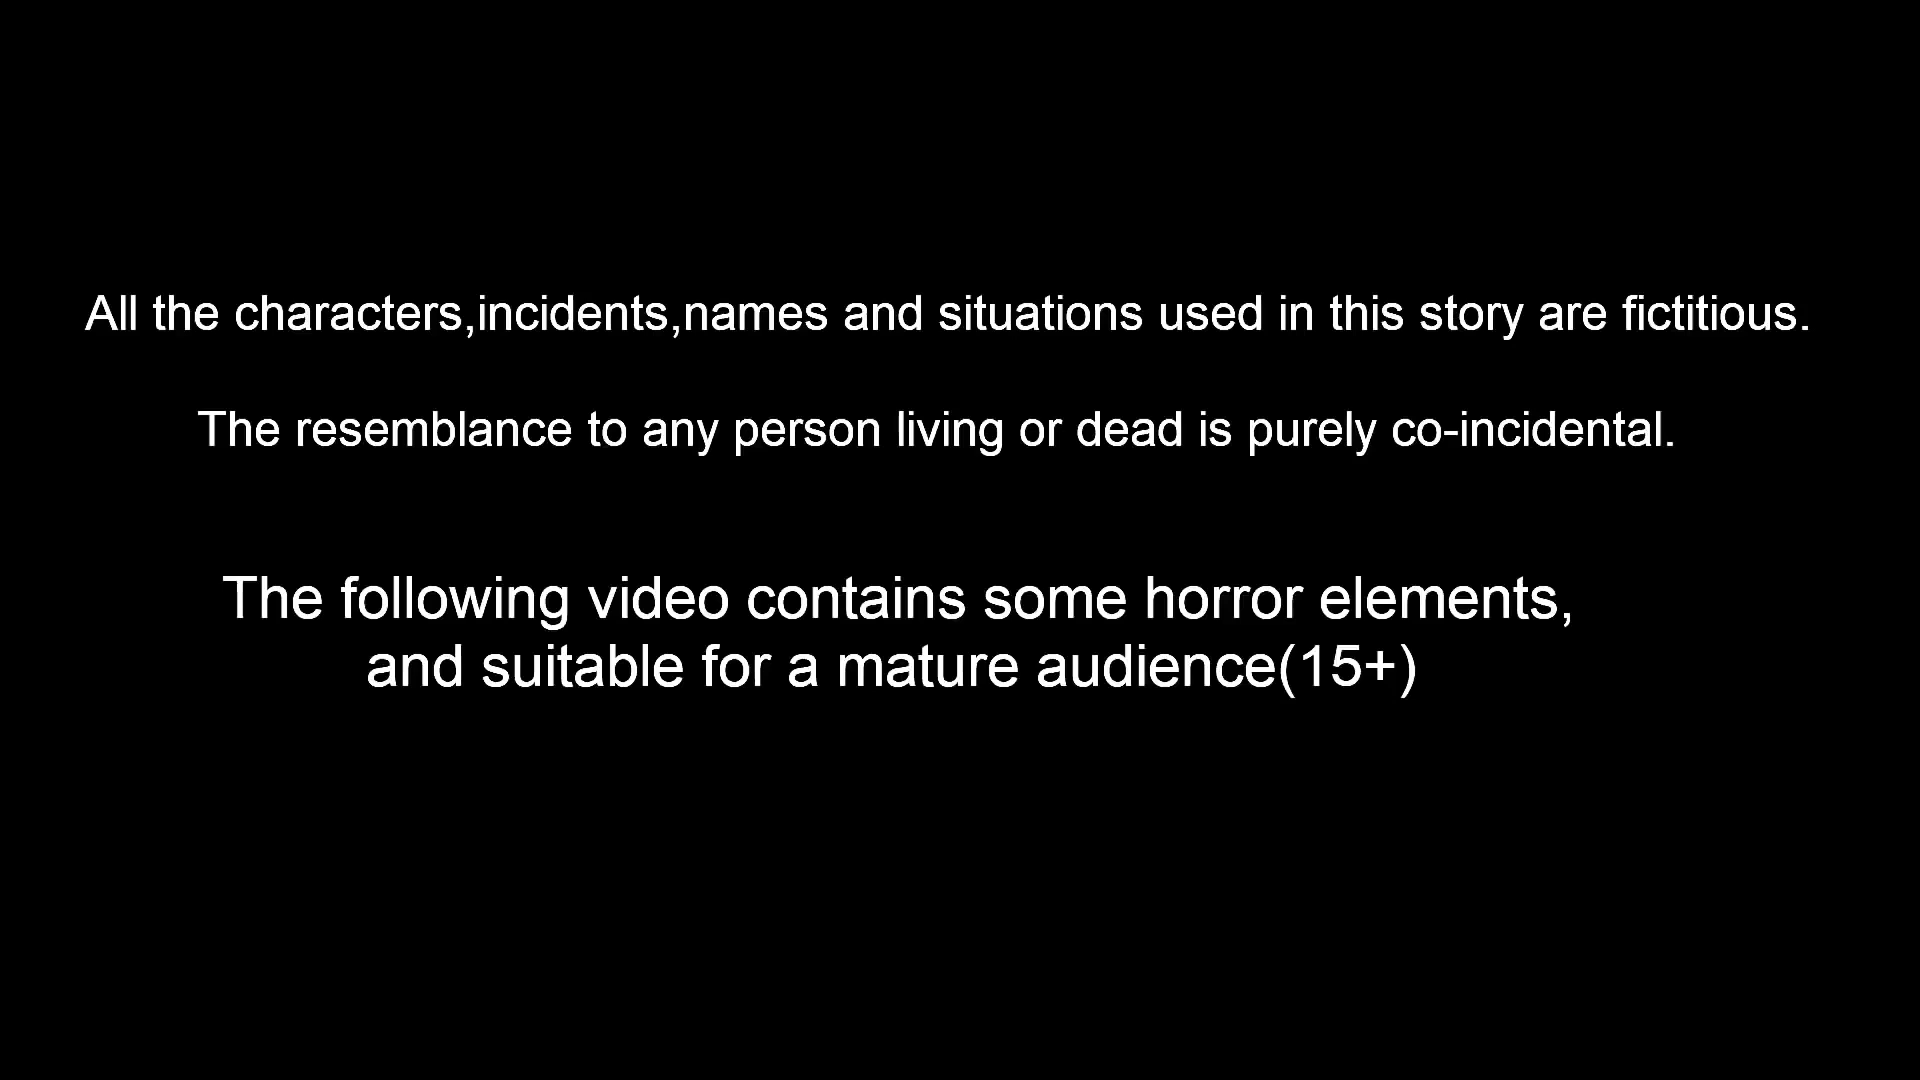 All the characters,incidents,names and situations used in this story are fictitious.
The resemblance to any person living or dead is purely co-incidental.
The following video contains some horror elements,
and suitable for a mature audience(15+)